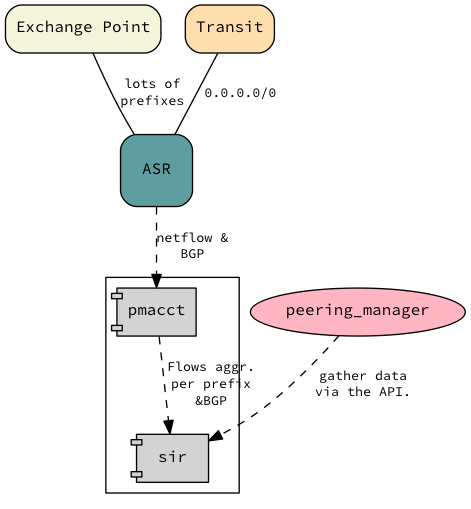 Exchange Point
Transit
lots of
prefixes
0.0.0.0/0
ASR
netflow &
BGP
pmacct
peering_manager
Flows aggr.
per prefix
&BGP
gather data
via the API.
sir